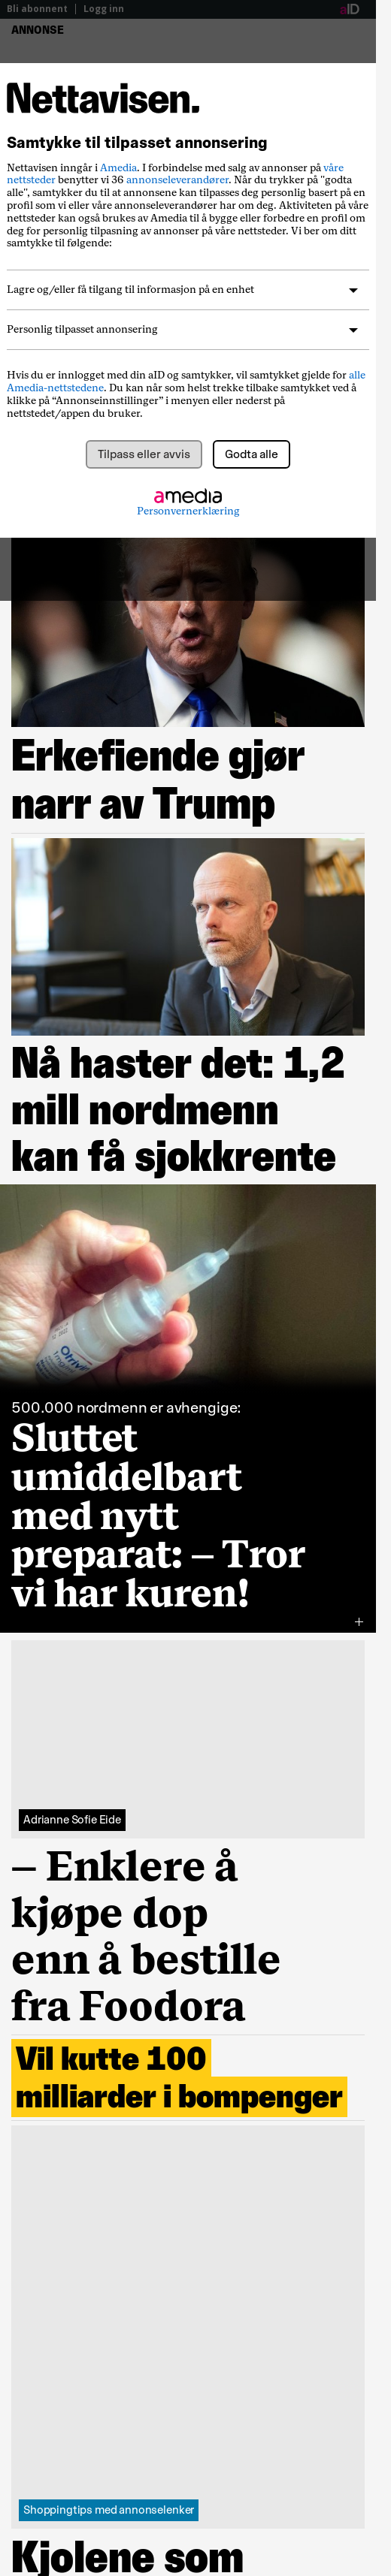 Bli abonnent | Logg inn
aID
ANNONSE
Nettavisen.
Samtykke til tilpasset annonsering
Nettavisen ingår i Amedia. I forbindelse med salg av annonser på våre
nettsteder benytter vi 36 annonseleverandører. Når du trykker på "godta
alle", samtykker du til at annonsene kan tilpasses deg personlig basert på en
profil som vi eller våre annonseleverandører har om deg. Aktiviteten på våre
nettsteder kan også brukes av Amedia til å bygge eller forbedre en profil om
deg for personlig tilpasning av annonser på våre nettsteder. Vi ber om ditt
samtykke til følgende:
Lagre og/eller få tilgang til informasjon på en enhet
Personlig tilpasset annonsering
Hvis du er innlogget med din aID og samtykker, vil samtykket gjelde for alle
Amedia-nettstedene. Du kan når som helst trekke tilbake samtykket ved å
klikke på “Annonseinnstillinger” i menyen eller nederst på
nettstedet/appen du bruker.
Tilpass eller avvis
Godta alle
amedia
Personvernerklæring
Erkefiende gjør
narr av Trump
Nå haster det: 1,2
mill nordmenn
kan få sjokkrente
Otrivin
500.000 nordmenn er avhengige:
Sluttet
umiddelbart
med nytt
preparat: – Tror
vi har kuren!
Adrianne Sofie Eide
– Enklere å
kjøpe dop
enn å bestille
fra Foodora
Vil kutte 100
milliarder i bompenger
Shoppingtips med annonselenker
Kjolene som